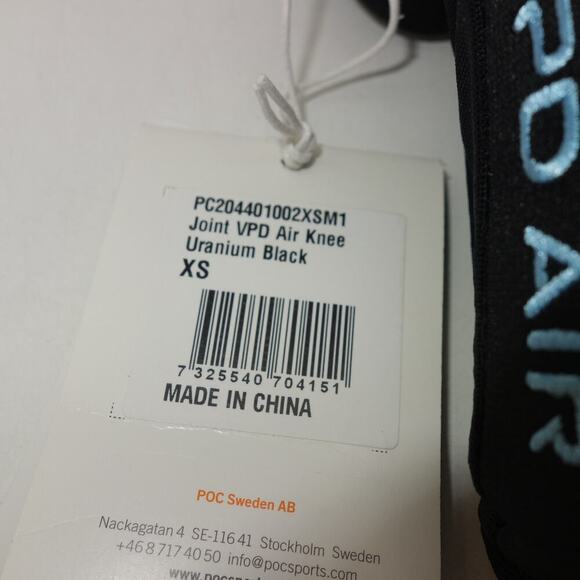 PC204401002XSM1
Joint VPD Air Knee
Uranium Black
XS
7 325540 704151
MADE IN CHINA
POC Sweden AB
Nackagatan 4 SE-116 41 Stockholm Sweden
+46 8 717 40 50 info@pocsports.com
PD AIR